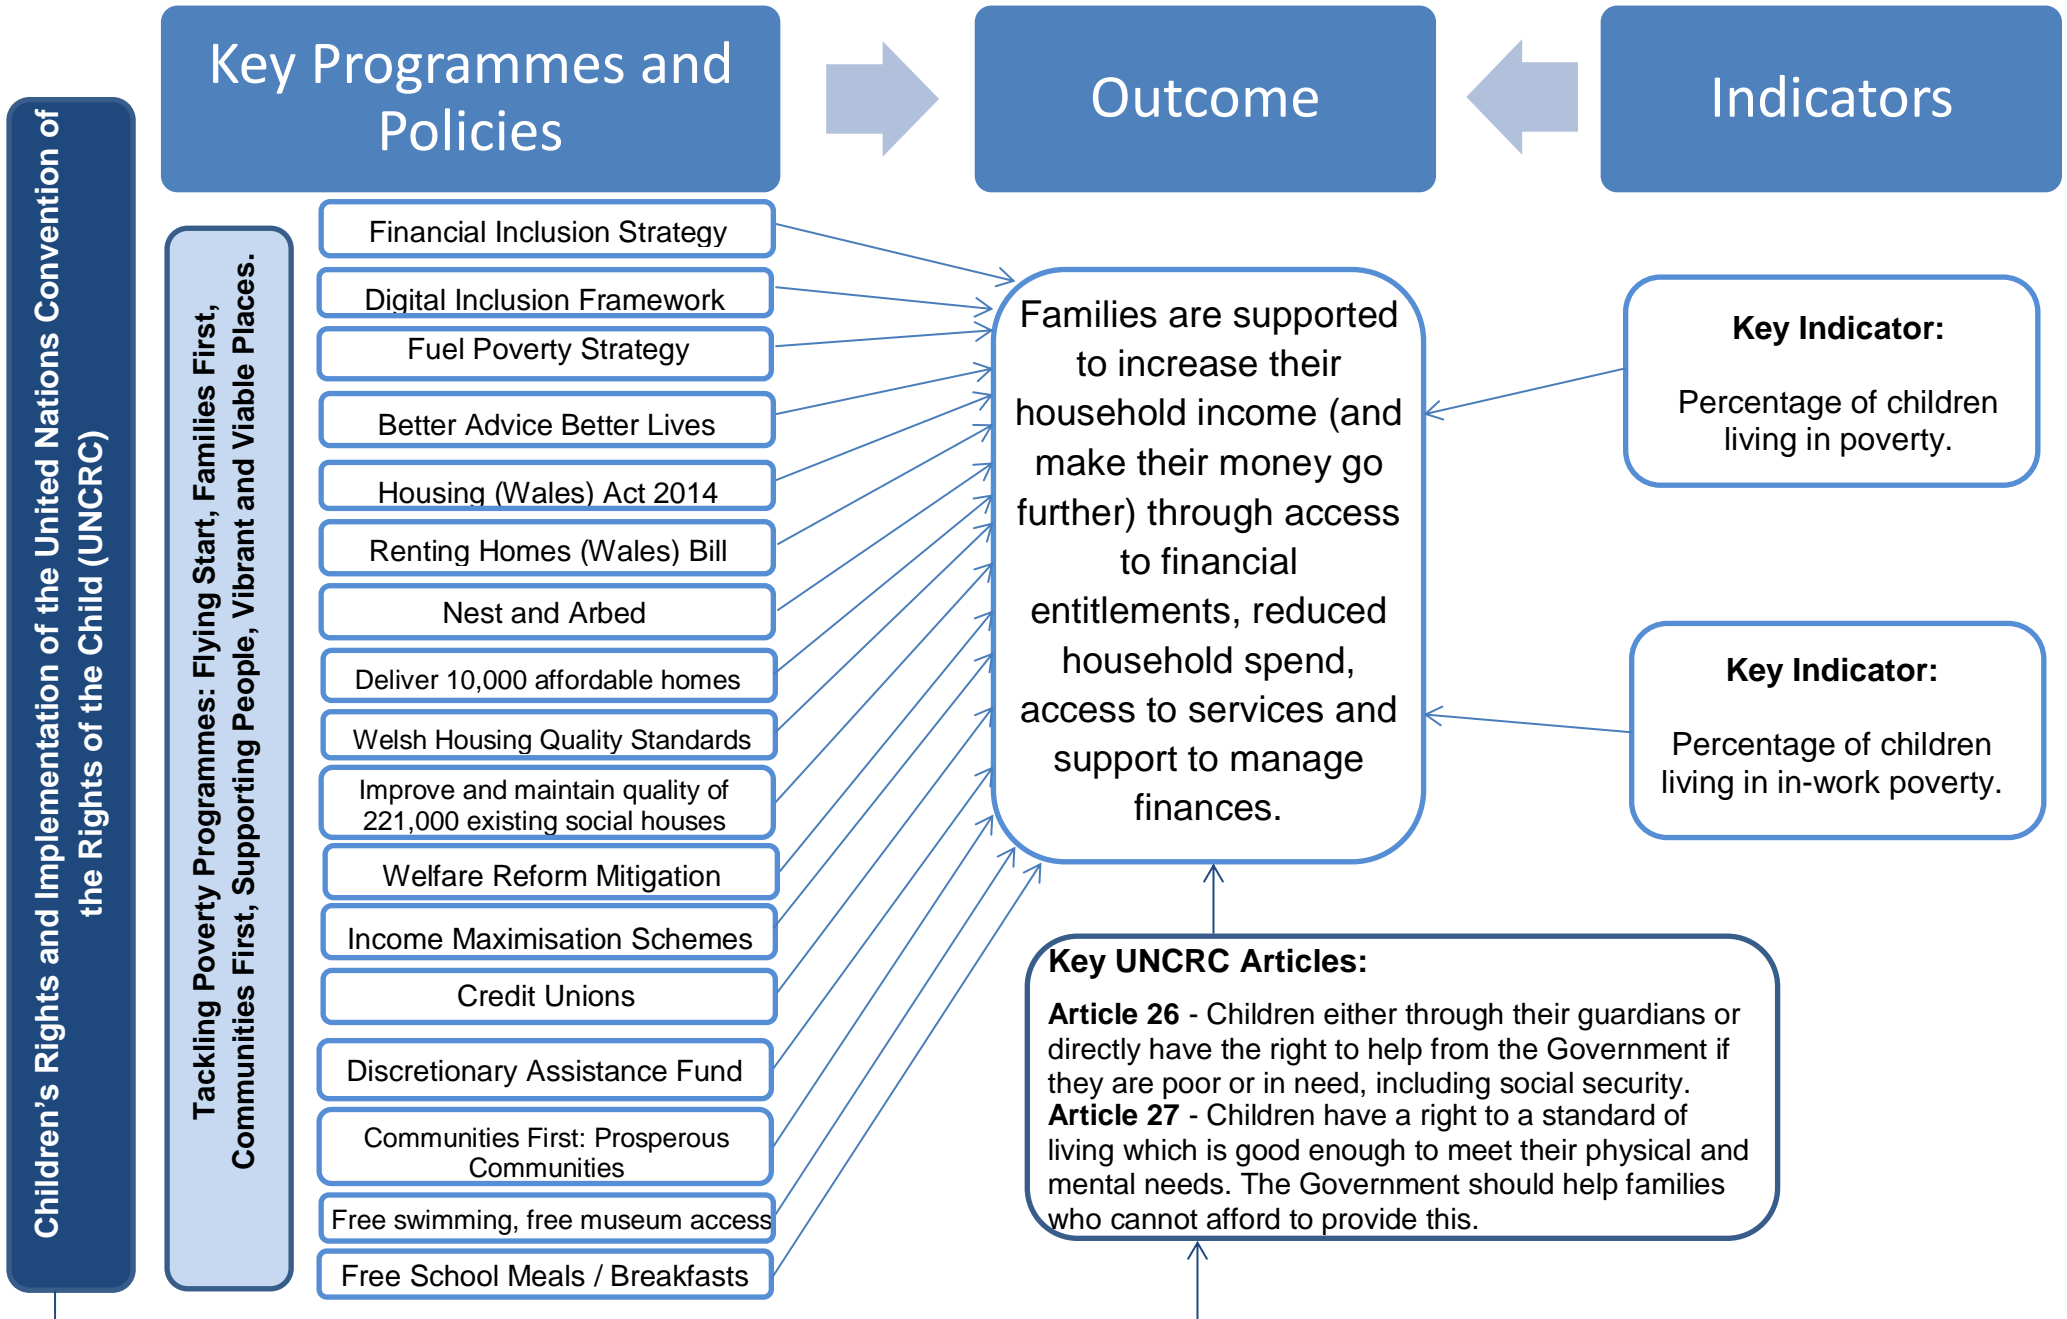 Key Programmes and
Policies
Outcome
Indicators
Children's Rights and Implementation of the United Nations Convention of
the Rights of the Child (UNCRC)
Tackling Poverty Programmes: Flying Start, Families First,
Communities First, Supporting People, Vibrant and Viable Places.
Financial Inclusion Strategy
Digital Inclusion Framework
Fuel Poverty Strategy
Better Advice Better Lives
Housing (Wales) Act 2014
Renting Homes (Wales) Bill
Nest and Arbed
Deliver 10,000 affordable homes
Welsh Housing Quality Standards
Improve and maintain quality of
221,000 existing social houses
Welfare Reform Mitigation
Income Maximisation Schemes
Credit Unions
Discretionary Assistance Fund
Communities First: Prosperous
Communities
Free swimming, free museum access
Free School Meals / Breakfasts
Families are supported
to increase their
household income (and
make their money go
further) through access
to financial
entitlements, reduced
household spend,
access to services and
support to manage
finances.
Key Indicator:
Percentage of children
living in poverty.
Key Indicator:
Percentage of children
living in in-work poverty.
Key UNCRC Articles:
Article 26 - Children either through their guardians or
directly have the right to help from the Government if
they are poor or in need, including social security.
Article 27 - Children have a right to a standard of
living which is good enough to meet their physical and
mental needs. The Government should help families
who cannot afford to provide this.